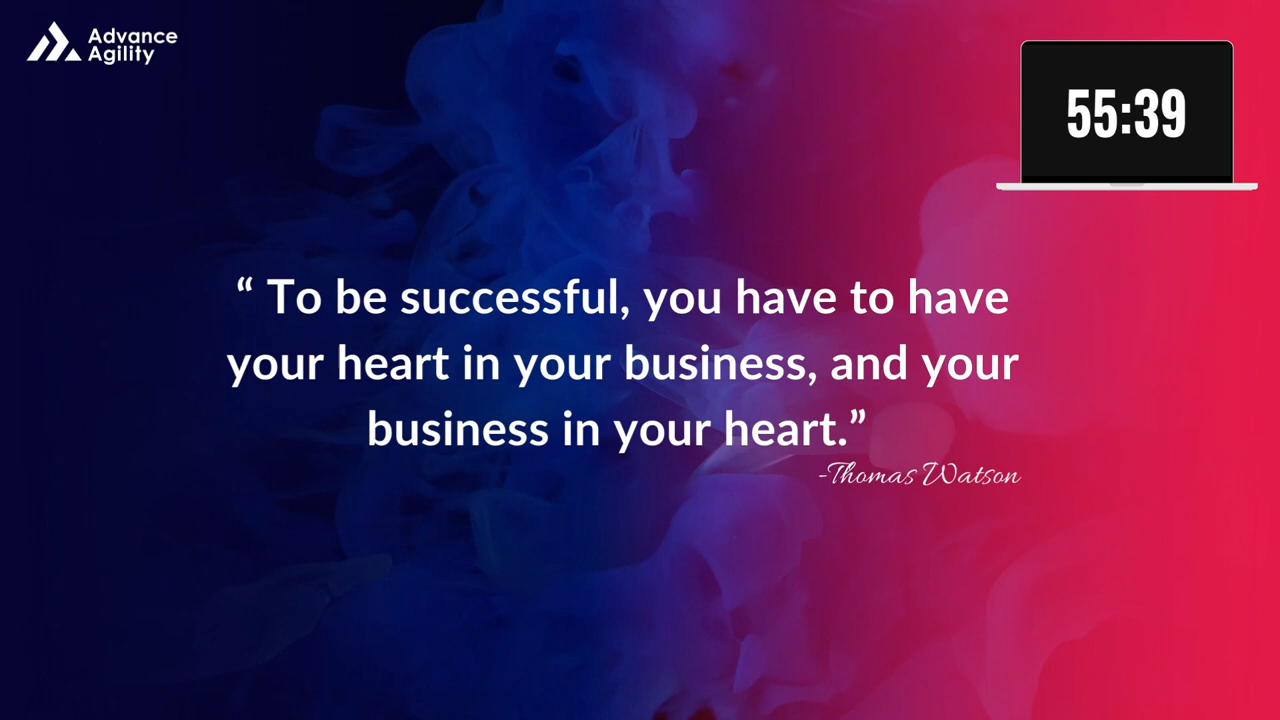 Advance
Agility
55:39
“ To be successful, you have to have
your heart in your business, and your
business in your heart.”
-Thomas Watson